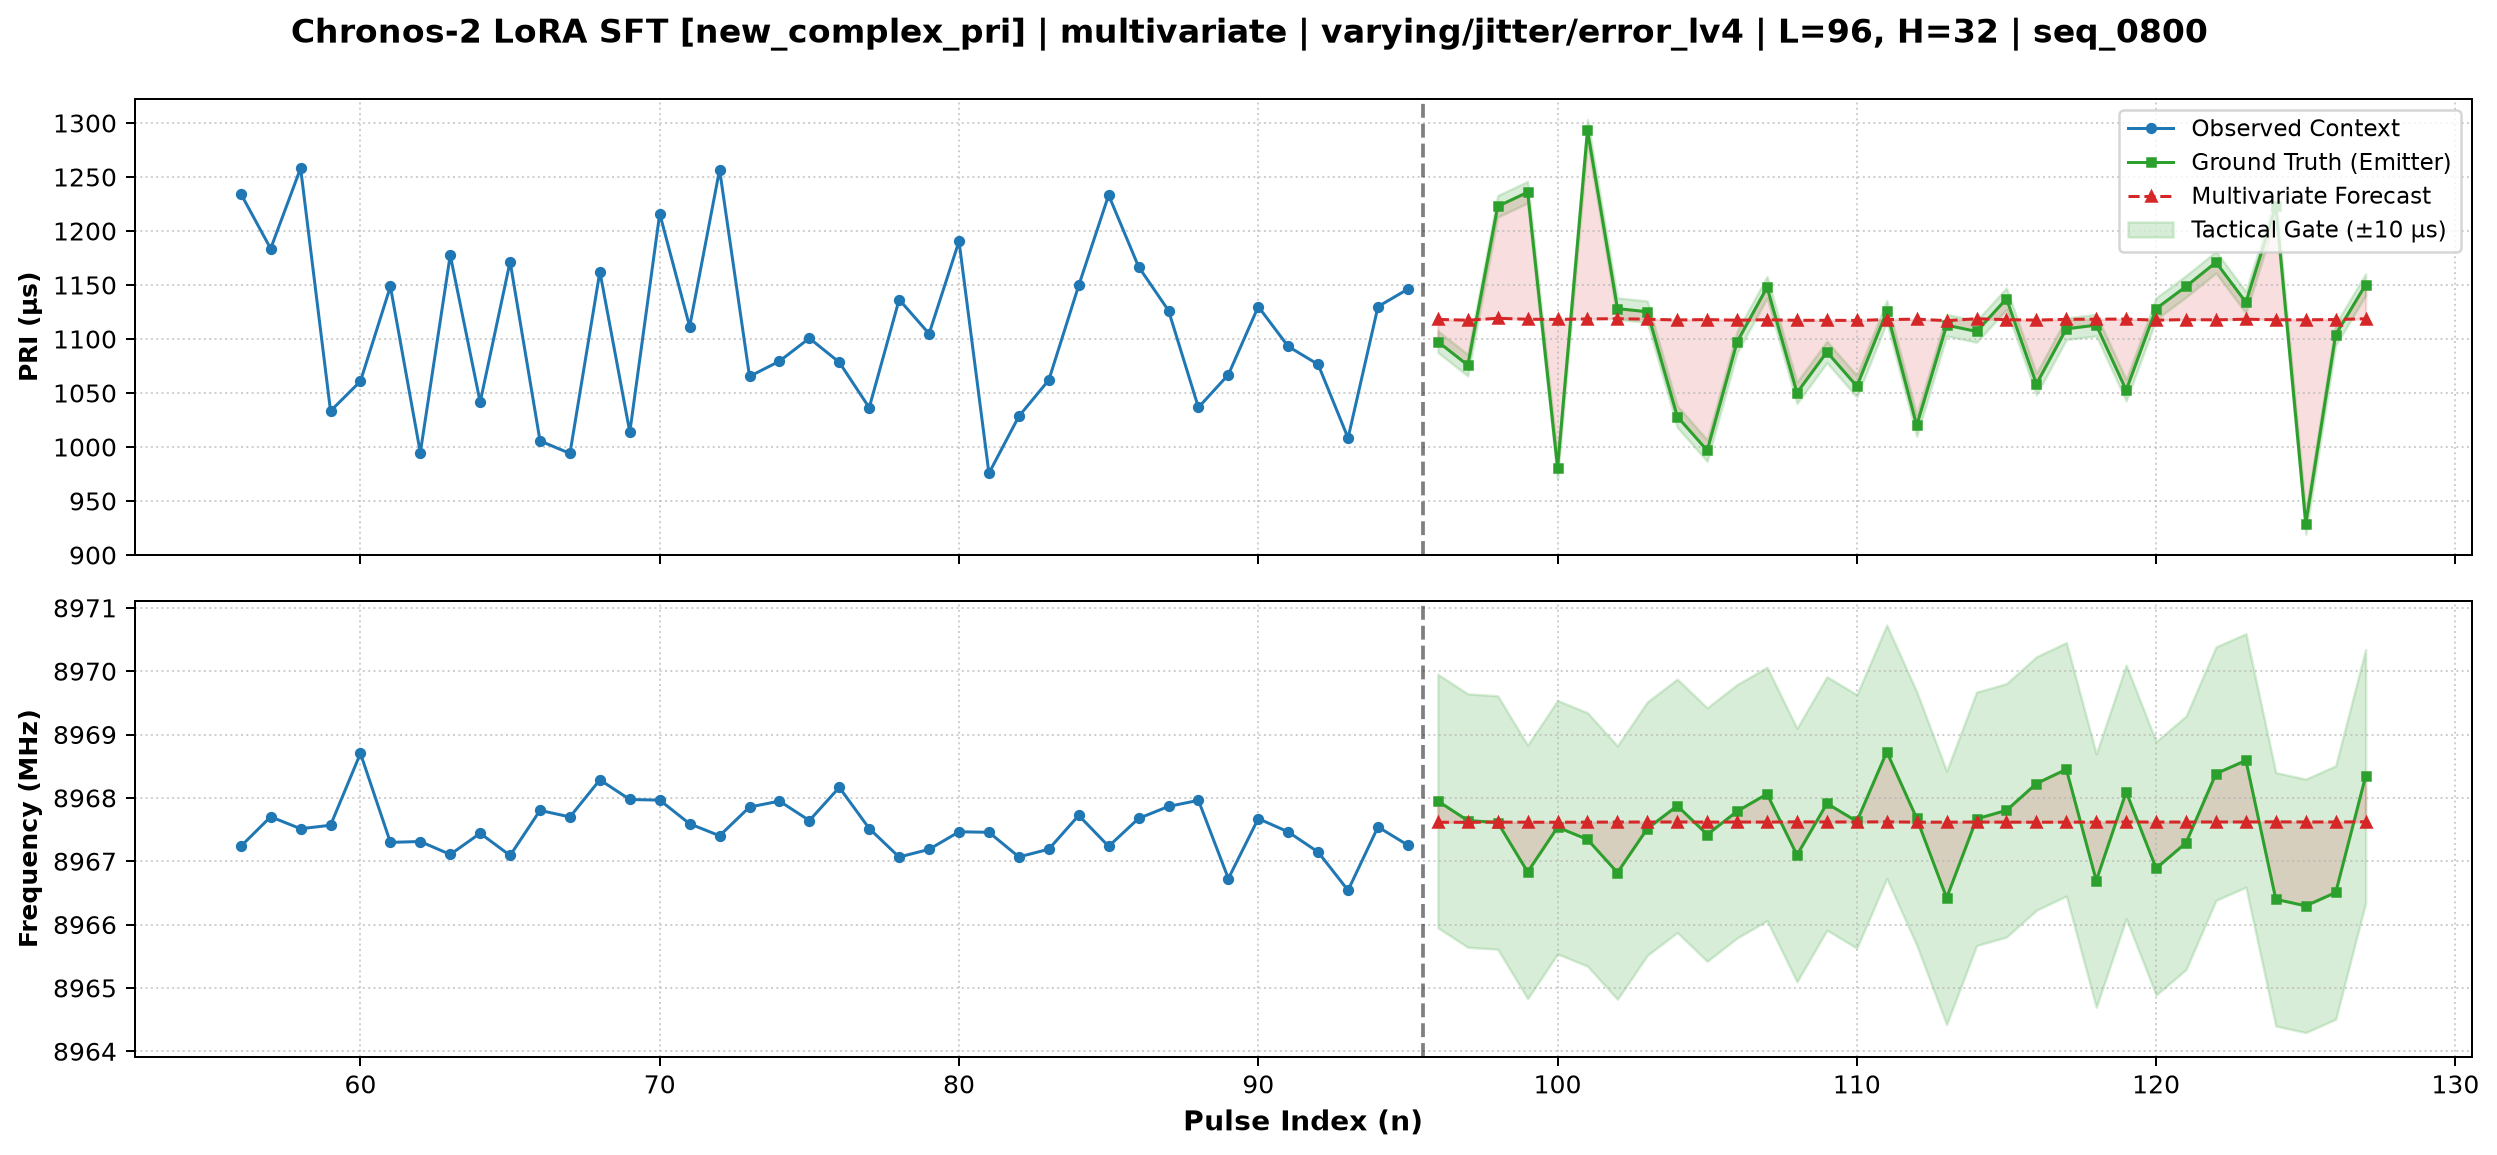 Chronos-2 LoRA SFT [new_complex_pri] | multivariate | varying/jitter/error_lv4 | L=96, H=32 | seq_0800
PRI (µs)
1300
1250
1200
1150
1100
1050
1000
950
900
Observed Context
Ground Truth (Emitter)
Multivariate Forecast
Tactical Gate (±10 µs)
Frequency (MHz)
8971
8970
8969
8968
8967
8966
8965
8964
60 70 80 90 100 110 120 130
Pulse Index (n)